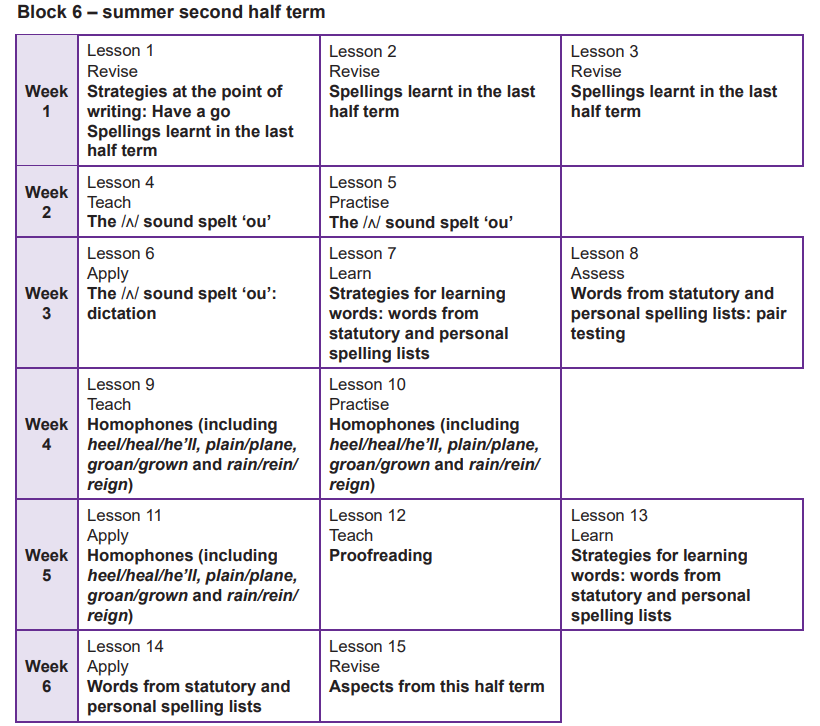 Block 6 – summer second half term
Week
1
Lesson 1
Revise
Strategies at the point of
writing: Have a go
Spellings learnt in the last
half term
Lesson 2
Revise
Spellings learnt in the last
half term
Lesson 3
Revise
Spellings learnt in the last
half term
Week
2
Lesson 4
Teach
The /ʌ/ sound spelt ‘ou’
Lesson 5
Practise
The /ʌ/ sound spelt ‘ou’
Week
3
Lesson 6
Apply
The /ʌ/ sound spelt ‘ou’:
dictation
Lesson 7
Learn
Strategies for learning
words: words from
statutory and personal
spelling lists
Lesson 8
Assess
Words from statutory and
personal spelling lists: pair
testing
Week
4
Lesson 9
Teach
Homophones (including
heel/heal/he’ll, plain/plane,
groan/grown and rain/rein/
reign)
Lesson 10
Practise
Homophones (including
heel/heal/he’ll, plain/plane,
groan/grown and rain/rein/
reign)
Week
5
Lesson 11
Apply
Homophones (including
heel/heal/he’ll, plain/plane,
groan/grown and rain/rein/
reign)
Lesson 12
Teach
Proofreading
Lesson 13
Learn
Strategies for learning
words: words from
statutory and personal
spelling lists
Week
6
Lesson 14
Apply
Words from statutory and
personal spelling lists
Lesson 15
Revise
Aspects from this half term